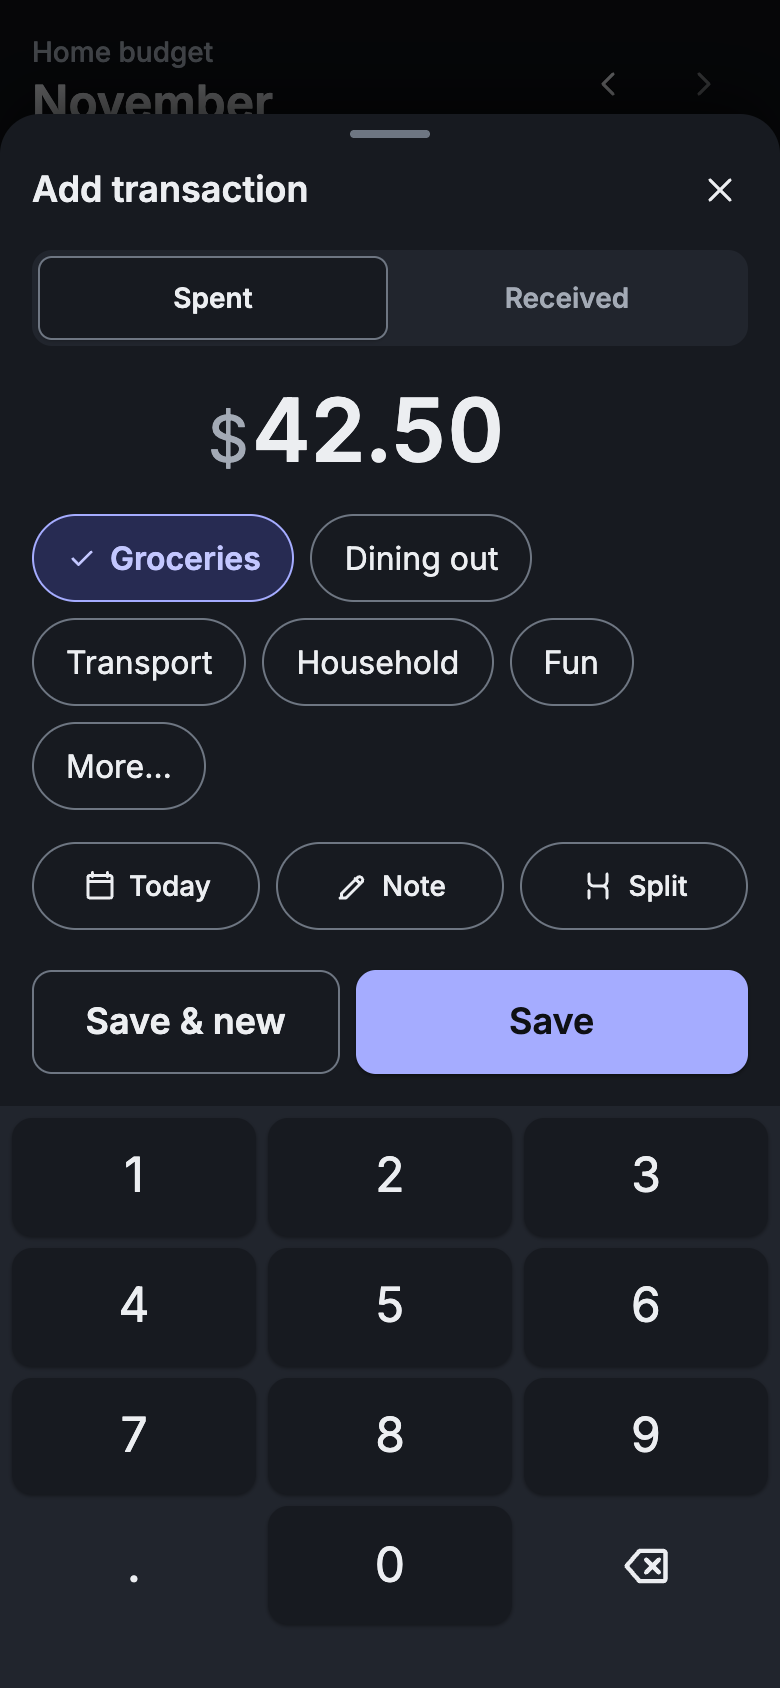 Home budget
November
Add transaction
Spent Received
$42.50
Groceries Dining out
Transport Household Fun
More...
Today Note Split
Save & new Save
1 2 3
4 5 6
7 8 9
. 0